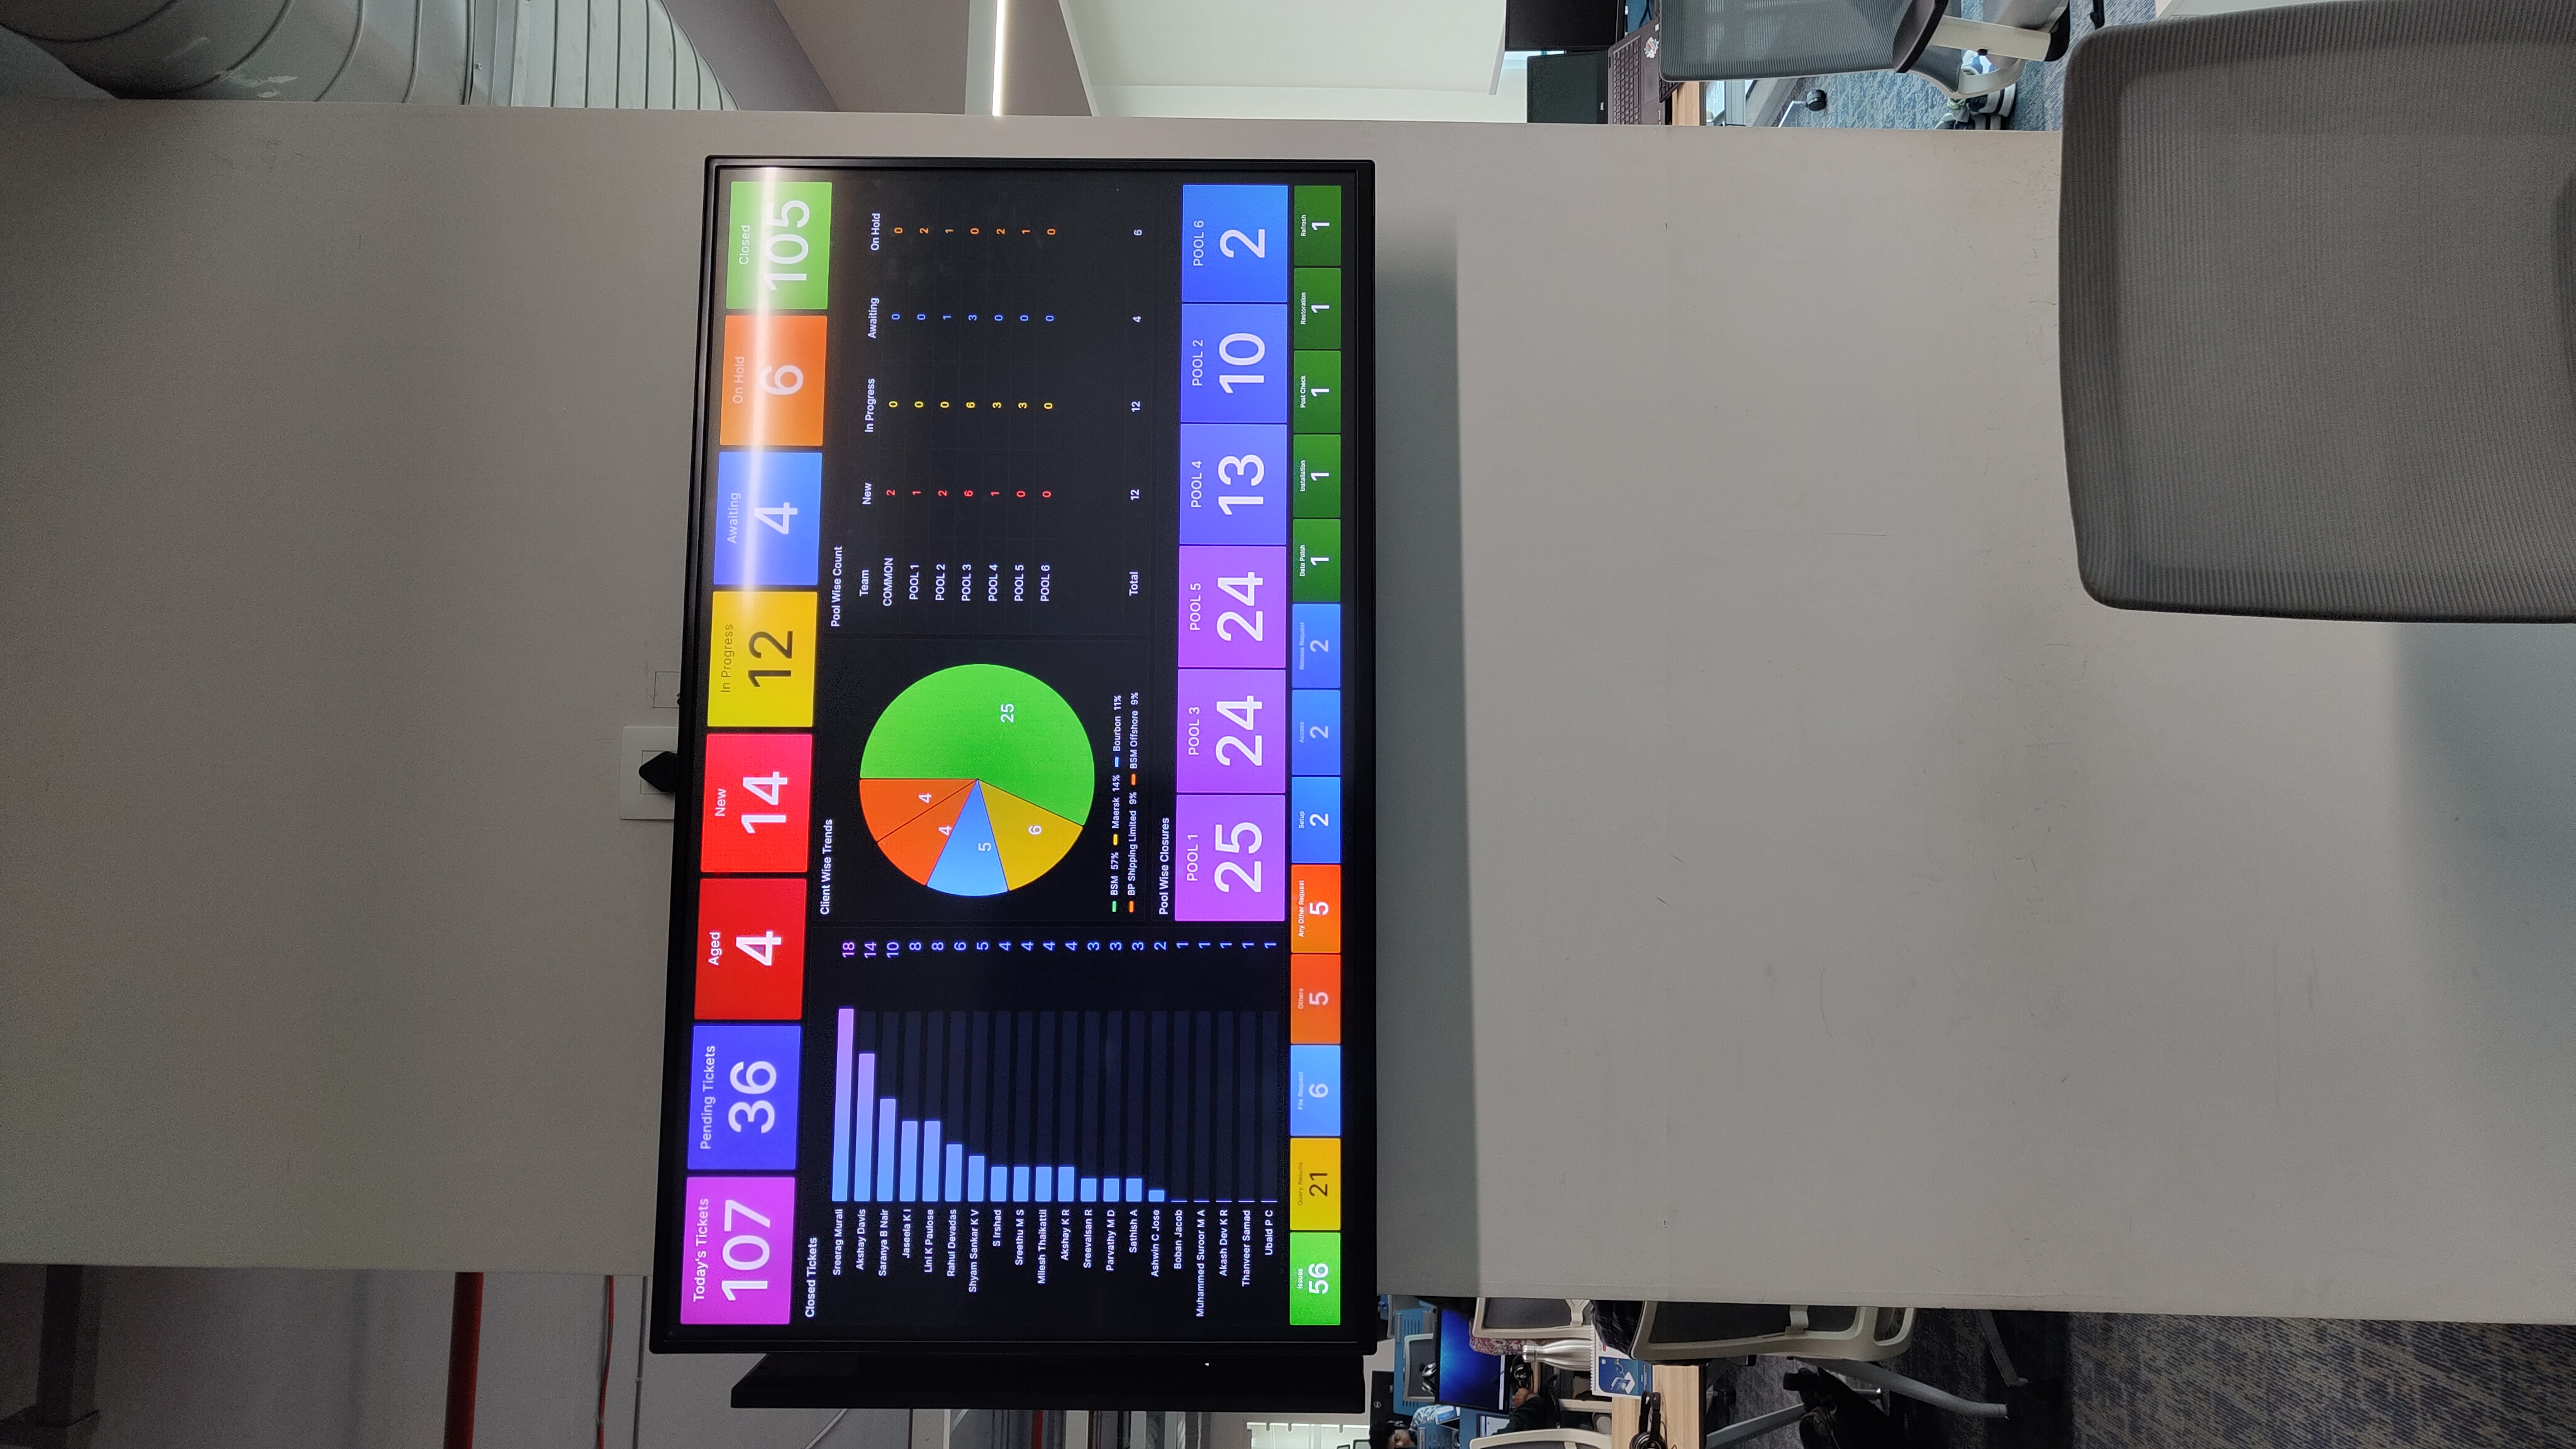 Today's Tickets
107
Pending Tickets
36
Aged
4
New
14
In Progress
12
Awaiting
4
On Hold
6
Closed
105
Closed Tickets
Sreerag Murali 18
Akshay Davis 14
Saranya B Nair 10
Jaseela K I 8
Lini K Paulose 8
Rahul Devadas 6
Shyam Sankar K V 5
S Irshad 4
Sreethu M S 4
Milesh Thaikattil 4
Akshay K R 4
Sreevalsan R 3
Parvathy M D 3
Sathish A 3
Ashwin C Jose 2
Boban Jacob 1
Muhammed Suroor M A 1
Akash Dev K R 1
Thanveer Samad 1
Ubaid P C 1
Client Wise Trends
4
4
5
6
25
BSM 57% Maersk 14% Bourbon 11%
BP Shipping Limited 9% BSM Offshore 9%
Pool Wise Count
Team New In Progress Awaiting On Hold
COMMON 2 0 0 0
POOL 1 1 0 0 2
POOL 2 2 0 1 1
POOL 3 6 6 3 0
POOL 4 1 3 0 2
POOL 5 0 3 0 1
POOL 6 0 0 0 0
Total 12 12 4 6
Pool Wise Closures
POOL 1
25
POOL 3
24
POOL 5
24
POOL 4
13
POOL 2
10
POOL 6
2
Issues
56
Query Results
21
File Request
6
Others
5
Any Other Request
5
Setup
2
Access
2
Release Request
2
Data Patch
1
Installation
1
Post Check
1
Restoration
1
Refresh
1
DELL